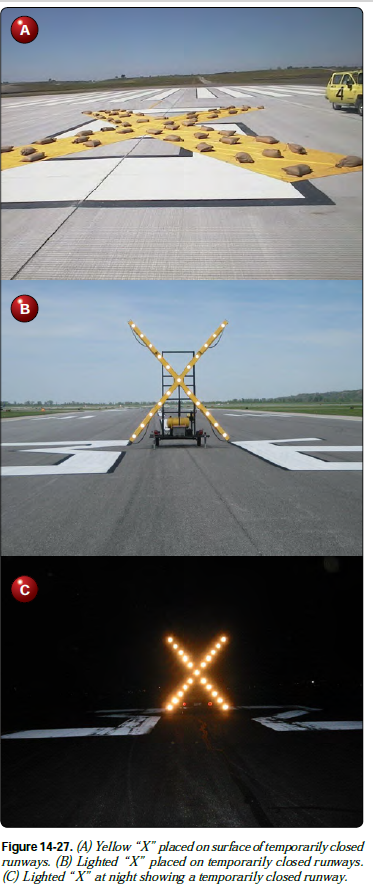 A
4
B
C
Figure 14-27. (A) Yellow “X” placed on surface of temporarily closed
runways. (B) Lighted “X” placed on temporarily closed runways.
(C) Lighted “X” at night showing a temporarily closed runway.